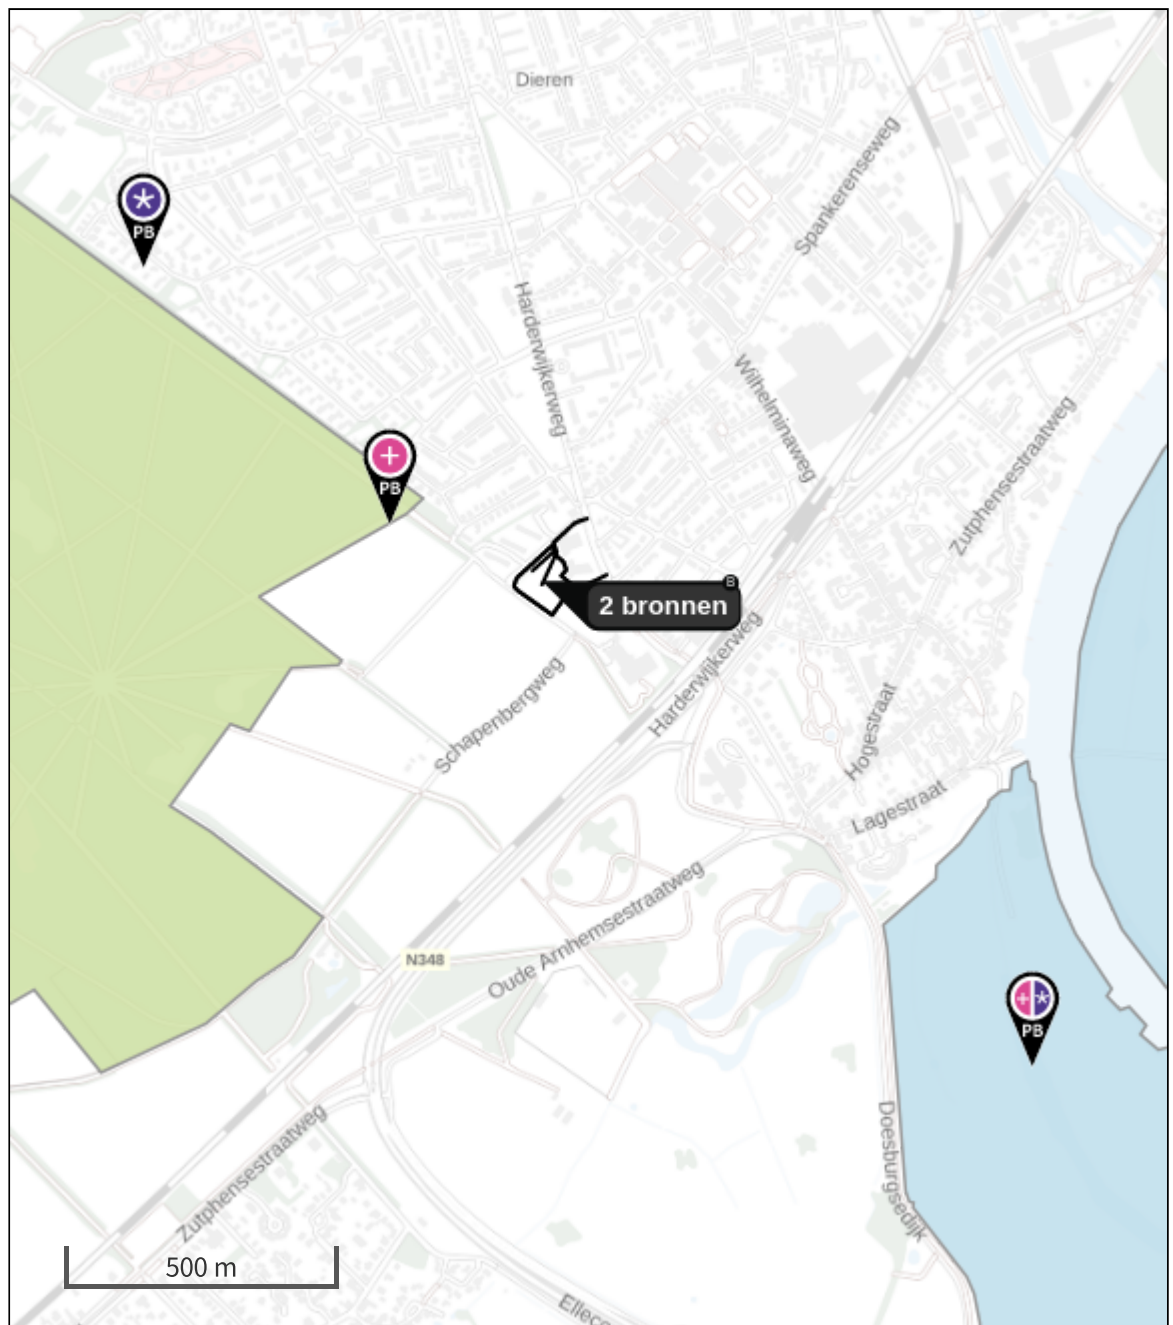 Dieren
Spankerenseweg
PB
Harderwijkerweg
Wilhelminaweg
Zutphensestraatweg
PB
B
2 bronnen
Harderwijkerweg
Schapenbergweg
Hogestraat
Lagestraat
Oude Arnhemsestraatweg
N348
PB
Doesburgsedijk
Zutphensestraatweg
500 m
Elleco